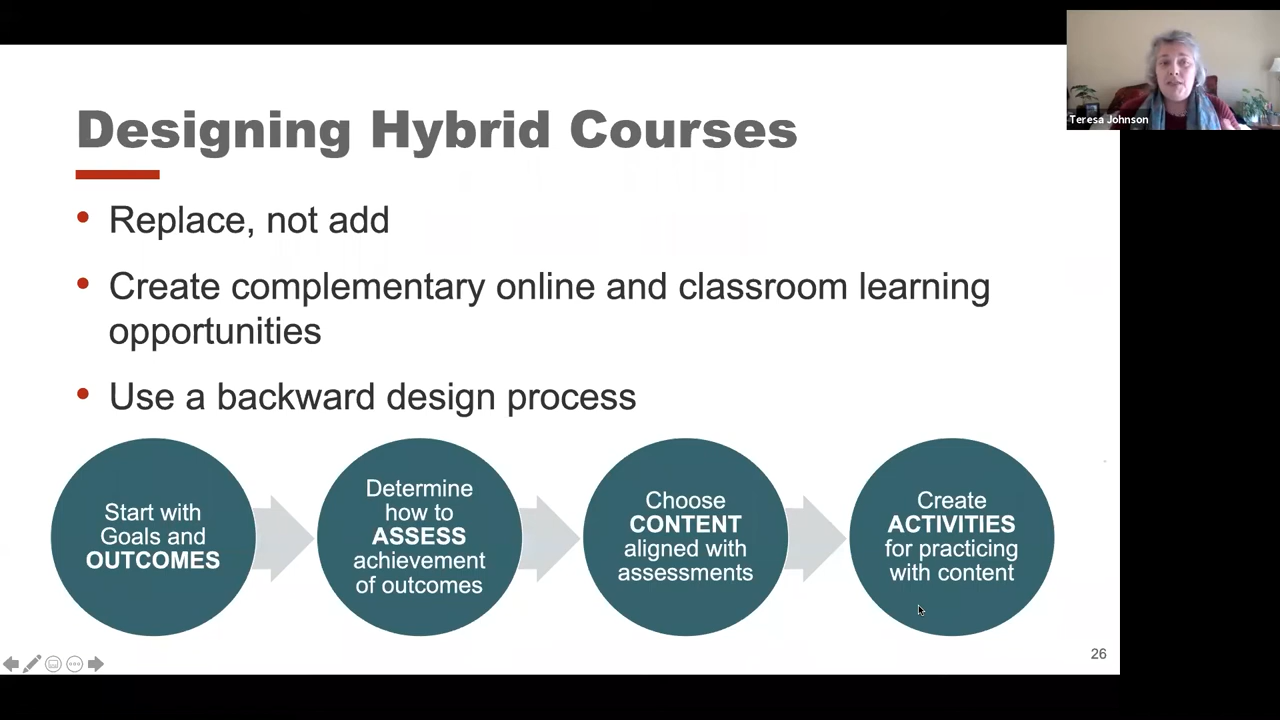 Designing Hybrid Courses
• Replace, not add
• Create complementary online and classroom learning
opportunities
• Use a backward design process
Start with
Goals and
OUTCOMES
Determine
how to
ASSESS
achievement
of outcomes
Choose
CONTENT
aligned with
assessments
Create
ACTIVITIES
for practicing
with content
26
Teresa Johnson